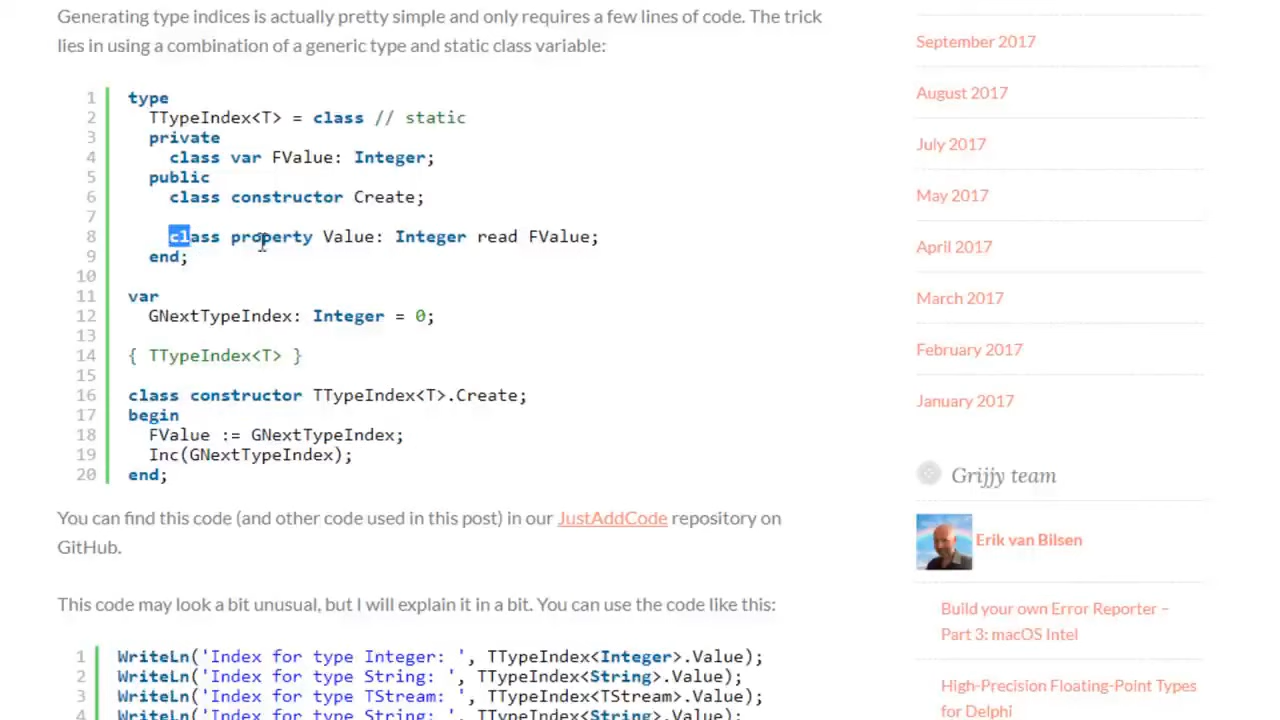 Generating type indices is actually pretty simple and only requires a few lines of code. The trick
lies in using a combination of a generic type and static class variable:
1 type
2 TTypeIndex<T> = class // static
3 private
4 class var FValue: Integer;
5 public
6 class constructor Create;
7
8 class property Value: Integer read FValue;
9 end;
10
11 var
12 GNextTypeIndex: Integer = 0;
13
14 { TTypeIndex<T> }
15
16 class constructor TTypeIndex<T>.Create;
17 begin
18 FValue := GNextTypeIndex;
19 Inc(GNextTypeIndex);
20 end;
You can find this code (and other code used in this post) in our JustAddCode repository on
GitHub.
This code may look a bit unusual, but I will explain it in a bit. You can use the code like this:
1 WriteLn('Index for type Integer: ', TTypeIndex<Integer>.Value);
2 WriteLn('Index for type String: ', TTypeIndex<String>.Value);
3 WriteLn('Index for type TStream: ', TTypeIndex<TStream>.Value);
4 WriteLn('Index for type String: ', TTypeIndex<String>.Value);
September 2017
August 2017
July 2017
May 2017
April 2017
March 2017
February 2017
January 2017
Grijjy team
Erik van Bilsen
Build your own Error Reporter –
Part 3: macOS Intel
High-Precision Floating-Point Types
for Delphi